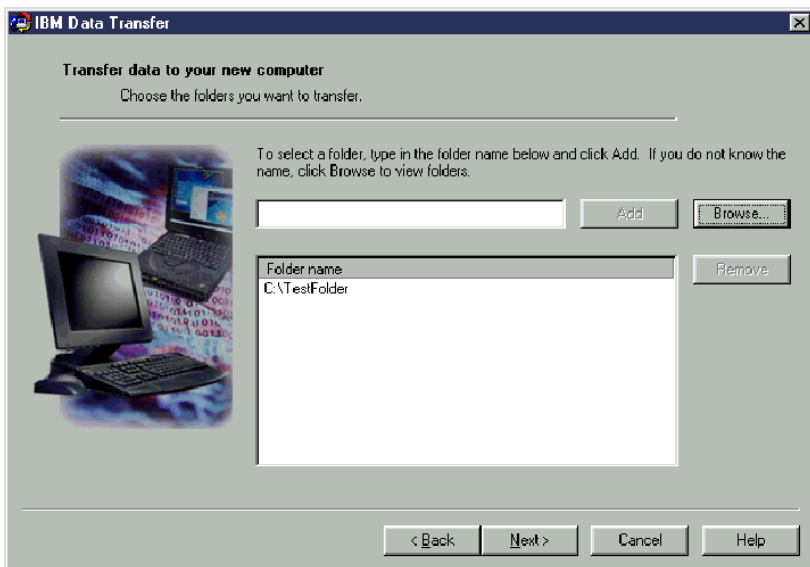 IBM Data Transfer
Transfer data to your new computer
Choose the folders you want to transfer.
To select a folder, type in the folder name below and click Add. If you do not know the
name, click Browse to view folders.
Add
Browse...
Folder name
Remove
C:\TestFolder
< Back
Next >
Cancel
Help